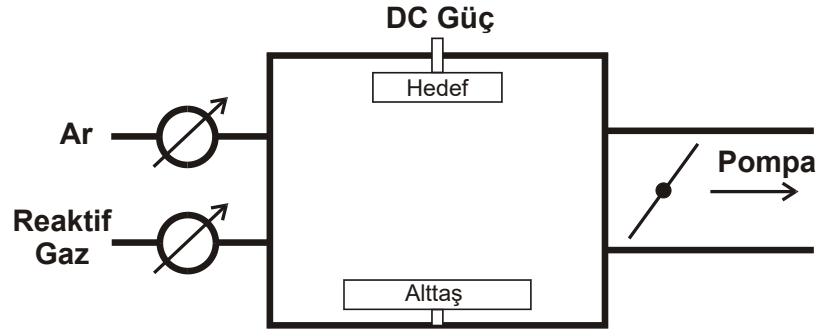 DC Güç
Hedef
Ar
Pompa
Reaktif
Gaz
Alttaş